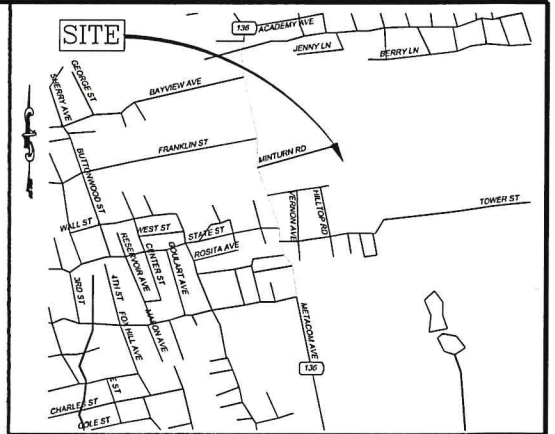 SITE
136
ACADEMY AVE
JENNY LN
BERRY LN
GEORGE ST
SHERRY AVE
BAYVIEW AVE
FRANKLIN ST
MINTURN RD
BUTTONWOOD ST
VERNON AVE
HILLTOP RD
TOWER ST
WALL ST
WEST ST
STATE ST
ROSITA AVE
RESERVOIR AVE
CENTER ST
GOULART AVE
3RD ST
4TH ST
FOX HILL AVE
MASON AVE
METACOM AVE
136
CHARLES ST
E ST
COLE ST